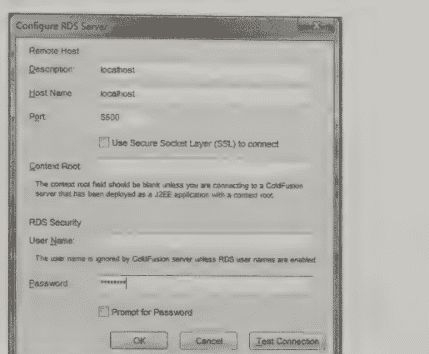 Configure RDS Server
Remote Host
Description: localhost
Host Name localhost
Port
Use Secure Socket Layer (SSL) to connect
Context Root
The context root field should be blank unless you are connecting to a ColdFusion
server that has been deployed as a J2EE application with a context root.
RDS Security
User Name:
The user name is ignored by ColdFusion server unless RDS user names are enabled
Password ********
Prompt for Password
OK Cancel Test Connection